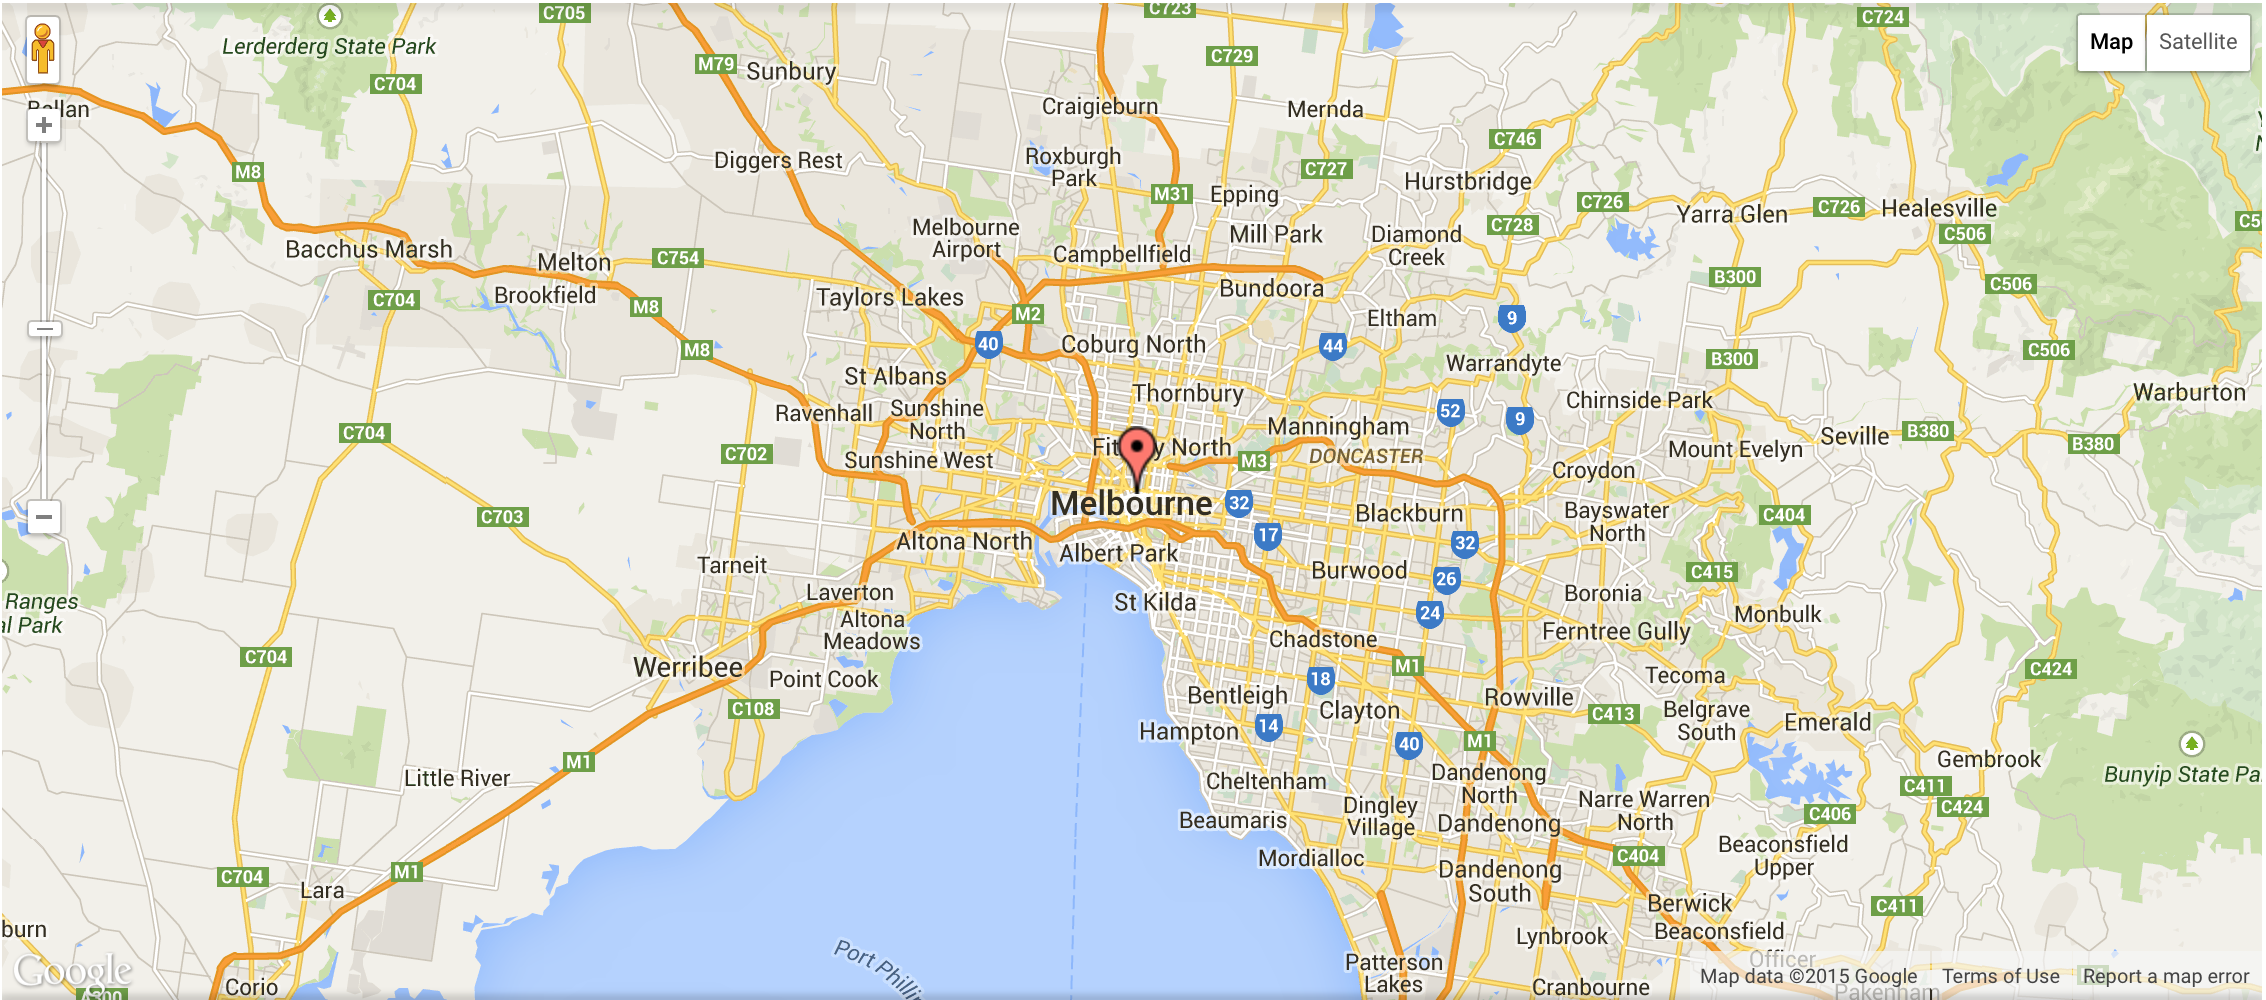 C705
C723
C724
Lerderderg State Park
Map
Satellite
C704
M79
Sunbury
C729
Craigieburn
Mernda
C746
M8
Diggers Rest
Roxburgh
Park
C727
Hurstbridge
M31
Epping
C726
Yarra Glen
C726
Healesville
C506
Melbourne
Airport
Mill Park
Diamond
Creek
C728
Bacchus Marsh
Melton
C754
Campbellfield
B300
C506
C704
Brookfield
M8
Taylors Lakes
M2
Bundoora
Eltham
9
M8
40
Coburg North
44
Warrandyte
B300
C506
St Albans
Thornbury
Warburton
Ravenhall
Sunshine
North
Manningham
52
9
Chirnside Park
C704
C702
Sunshine West
M3
DONCASTER
Croydon
Mount Evelyn
Seville
B380
B380
C703
Melbourne
32
Blackburn
Bayswater
North
C404
Altona North
Albert Park
17
32
Tarneit
Burwood
26
C415
Laverton
St Kilda
24
Boronia
Monbulk
Ranges
Altona
Meadows
Chadstone
Ferntree Gully
C704
Werribee
Point Cook
M1
Tecoma
C424
C108
Bentleigh
18
Clayton
Rowville
C413
Belgrave
South
Emerald
Hampton
14
40
M1
Little River
M1
Cheltenham
Dandenong
North
Gembrook
Bunyip State Pa
C411
C424
Beaumaris
Dingley
Village
Dandenong
Narre Warren
North
C406
Mordialloc
C404
Beaconsfield
Upper
C704
Lara
M1
Dandenong
South
Berwick
C411
burn
Lynbrook
Beaconsfield
Officer
Google
Corio
Port Philli
Patterson
Lakes
Cranbourne
Pakenham
Map data ©2015 Google
Terms of Use
Report a map error